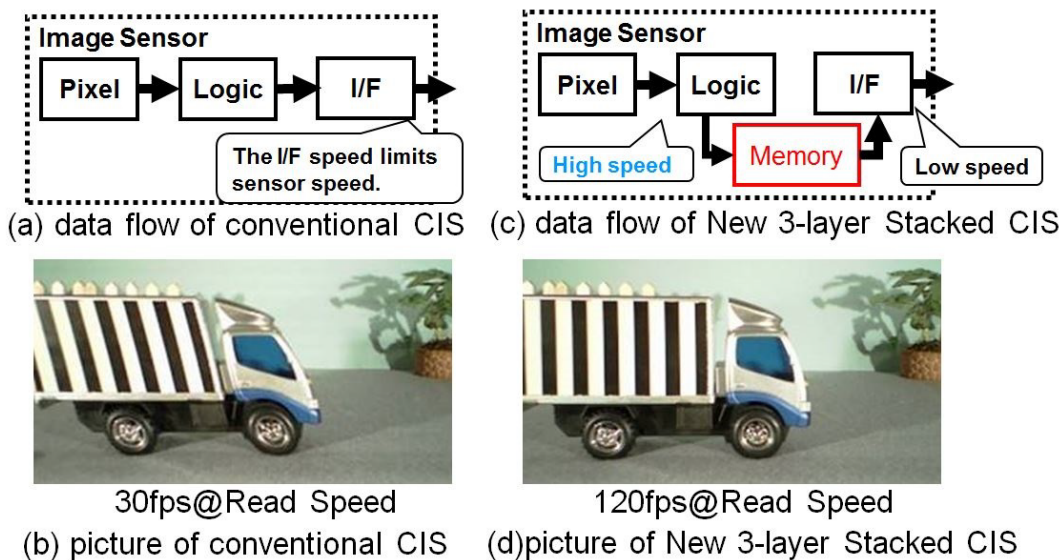 Image Sensor
Pixel
Logic
I/F
The I/F speed limits
sensor speed.
(a) data flow of conventional CIS
Image Sensor
Pixel
Logic
I/F
High speed
Memory
Low speed
(c) data flow of New 3-layer Stacked CIS
30fps@Read Speed
(b) picture of conventional CIS
120fps@Read Speed
(d)picture of New 3-layer Stacked CIS